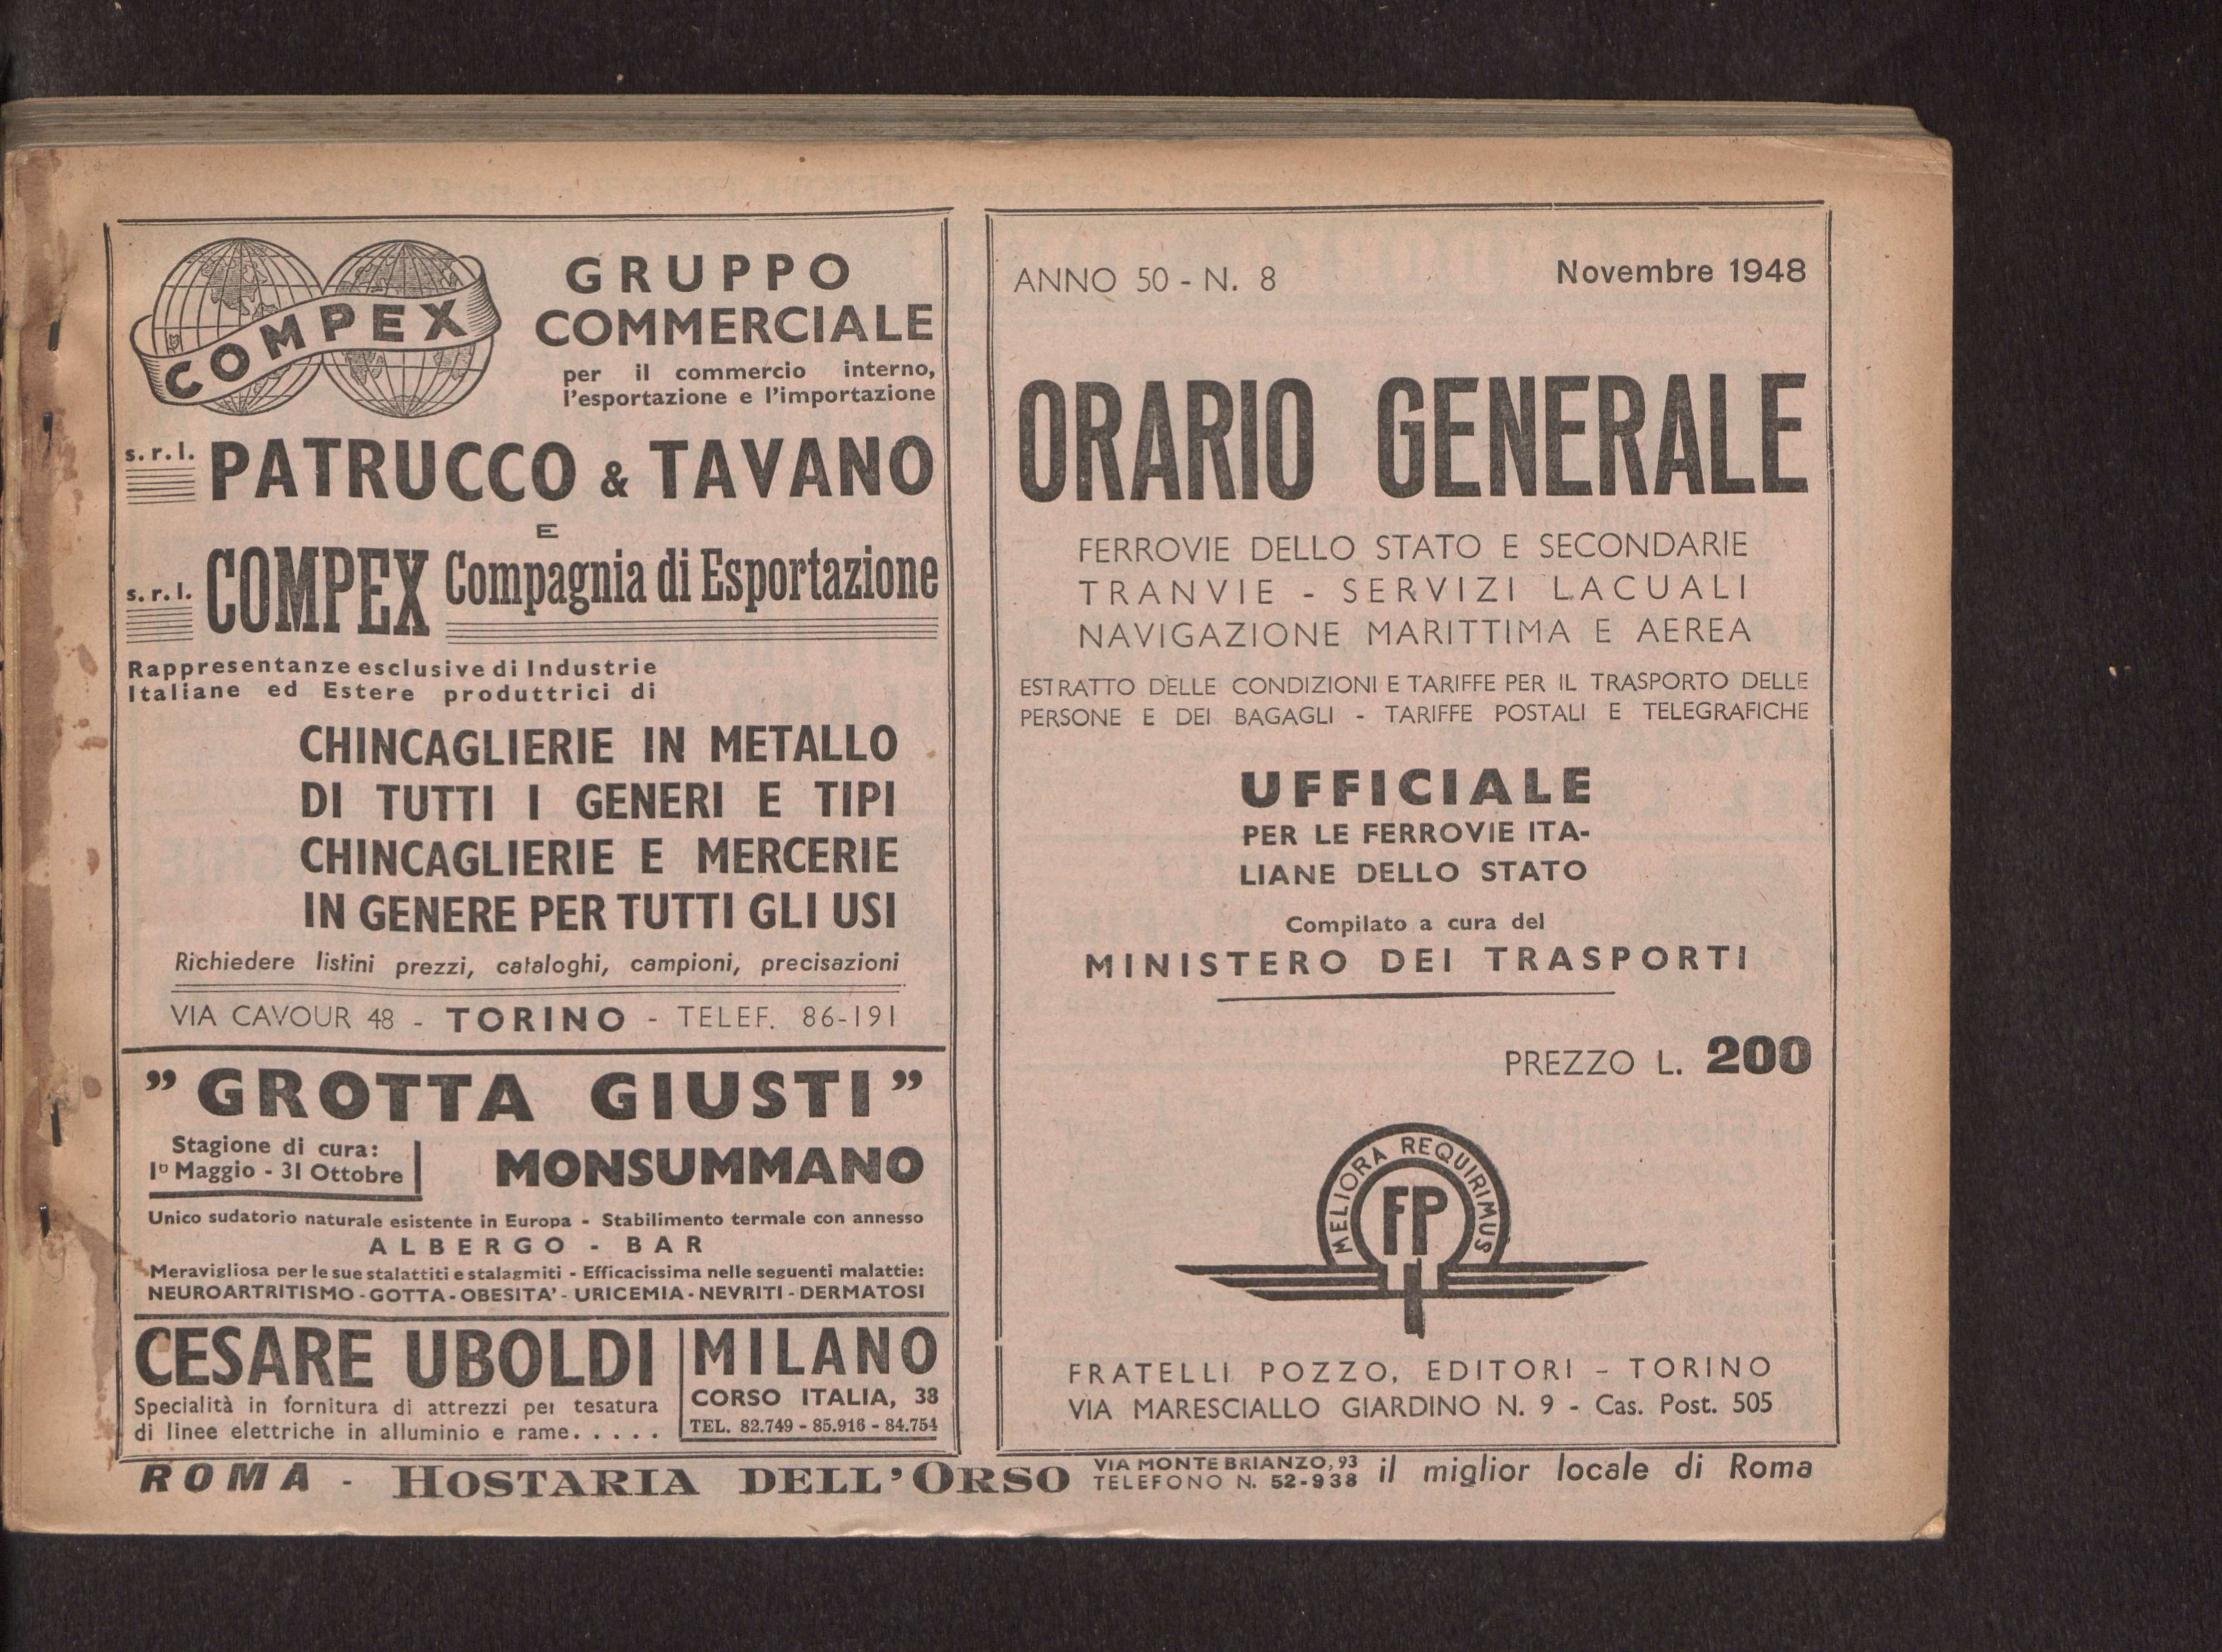 COMPEX
GRUPPO
COMMERCIALE
per il commercio interno,
l'esportazione e l'importazione
s.r.l. PATRUCCO & TAVANO
E
s.r.l. COMPEX Compagnia di Esportazione
Rappresentanze esclusive di Industrie
Italiane ed Estere produttrici di
CHINCAGLIERIE IN METALLO
DI TUTTI I GENERI E TIPI
CHINCAGLIERIE E MERCERIE
IN GENERE PER TUTTI GLI USI
Richiedere listini prezzi, cataloghi, campioni, precisazioni
VIA CAVOUR 48 - TORINO - TELEF. 86-191
"GROTTA GIUSTI"
Stagione di cura:
1º Maggio - 31 Ottobre
MONSUMMANO
Unico sudatorio naturale esistente in Europa - Stabilimento termale con annesso
ALBERGO - BAR
Meravigliosa per le sue stalattiti e stalagmiti - Efficacissima nelle seguenti malattie:
NEUROARTRITISMO - GOTTA - OBESITA' - URICEMIA - NEVRITI - DERMATOSI
CESARE UBOLDI
Specialità in fornitura di attrezzi per tesatura
di linee elettriche in alluminio e rame. . . . .
MILANO
CORSO ITALIA, 38
TEL. 82.749 - 85.916 - 84.754
ANNO 50 - N. 8
Novembre 1948
ORARIO GENERALE
FERROVIE DELLO STATO E SECONDARIE
TRANVIE - SERVIZI LACUALI
NAVIGAZIONE MARITTIMA E AEREA
ESTRATTO DELLE CONDIZIONI E TARIFFE PER IL TRASPORTO DELLE
PERSONE E DEI BAGAGLI - TARIFFE POSTALI E TELEGRAFICHE
UFFICIALE
PER LE FERROVIE ITA-
LIANE DELLO STATO
Compilato a cura del
MINISTERO DEI TRASPORTI
PREZZO L. 200
MELIORA REQUIRIMUS
FP
FRATELLI POZZO, EDITORI - TORINO
VIA MARESCIALLO GIARDINO N. 9 - Cas. Post. 505
ROMA - HOSTARIA DELL'ORSO VIA MONTE BRIANZO, 93
TELEFONO N. 52-938
il miglior locale di Roma